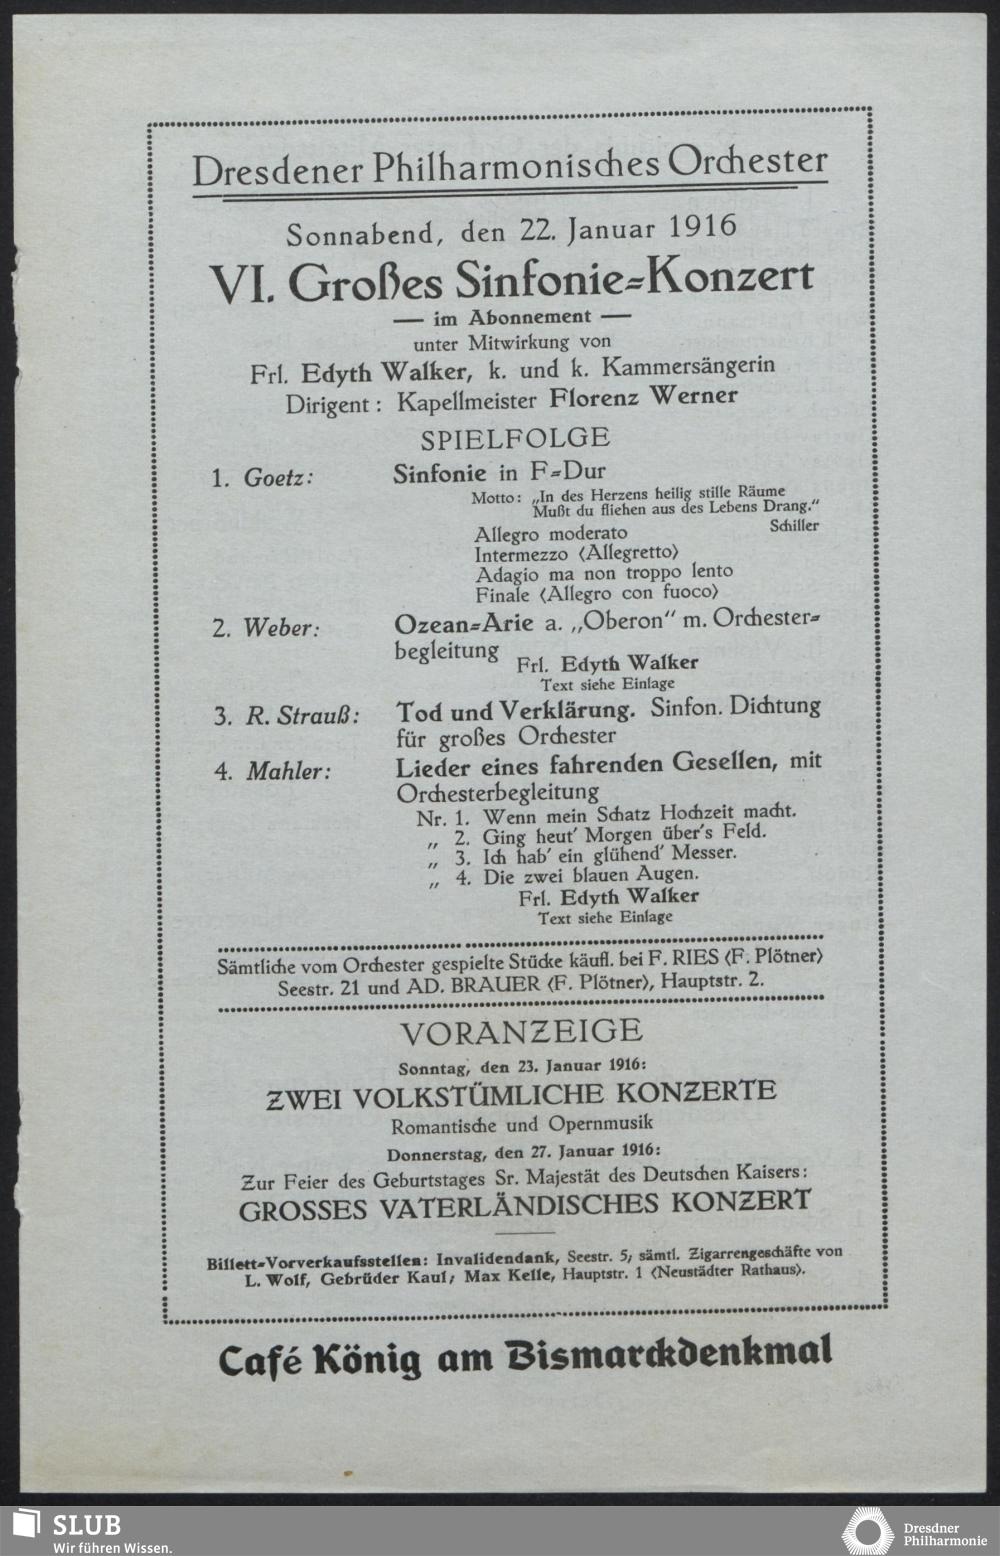 Dresdener Philharmonisches Orchester
Sonnabend, den 22. Januar 1916
VI. Großes Sinfonie=Konzert
— im Abonnement —
unter Mitwirkung von
Frl. Edyth Walker, k. und k. Kammersängerin
Dirigent: Kapellmeister Florenz Werner
SPIELFOLGE
1. Goetz: Sinfonie in F=Dur
Motto: „In des Herzens heilig stille Räume
Mußt du fliehen aus des Lebens Drang.“
Schiller
Allegro moderato
Intermezzo (Allegretto)
Adagio ma non troppo lento
Finale (Allegro con fuoco)
2. Weber: Ozean=Arie a. „Oberon“ m. Orchester=
begleitung
Frl. Edyth Walker
Text siehe Einlage
3. R. Strauß: Tod und Verklärung. Sinfon. Dichtung
für großes Orchester
4. Mahler: Lieder eines fahrenden Gesellen, mit
Orchesterbegleitung
Nr. 1. Wenn mein Schatz Hochzeit macht.
„ 2. Ging heut' Morgen über's Feld.
„ 3. Ich hab' ein glühend' Messer.
„ 4. Die zwei blauen Augen.
Frl. Edyth Walker
Text siehe Einlage
Sämtliche vom Orchester gespielte Stücke käufl. bei F. RIES (F. Plötner)
Seestr. 21 und AD. BRAUER (F. Plötner), Hauptstr. 2.
VORANZEIGE
Sonntag, den 23. Januar 1916:
ZWEI VOLKSTÜMLICHE KONZERTE
Romantische und Opernmusik
Donnerstag, den 27. Januar 1916:
Zur Feier des Geburtstages Sr. Majestät des Deutschen Kaisers:
GROSSES VATERLÄNDISCHES KONZERT
Billett=Vorverkaufsstellen: Invalidendank, Seestr. 5; sämtl. Zigarrengeschäfte von
L. Wolf, Gebrüder Kaul; Max Kelle, Hauptstr. 1 (Neustädter Rathaus).
Café König am Bismarckdenkmal
SLUB
Wir führen Wissen.
Dresdner
Philharmonie